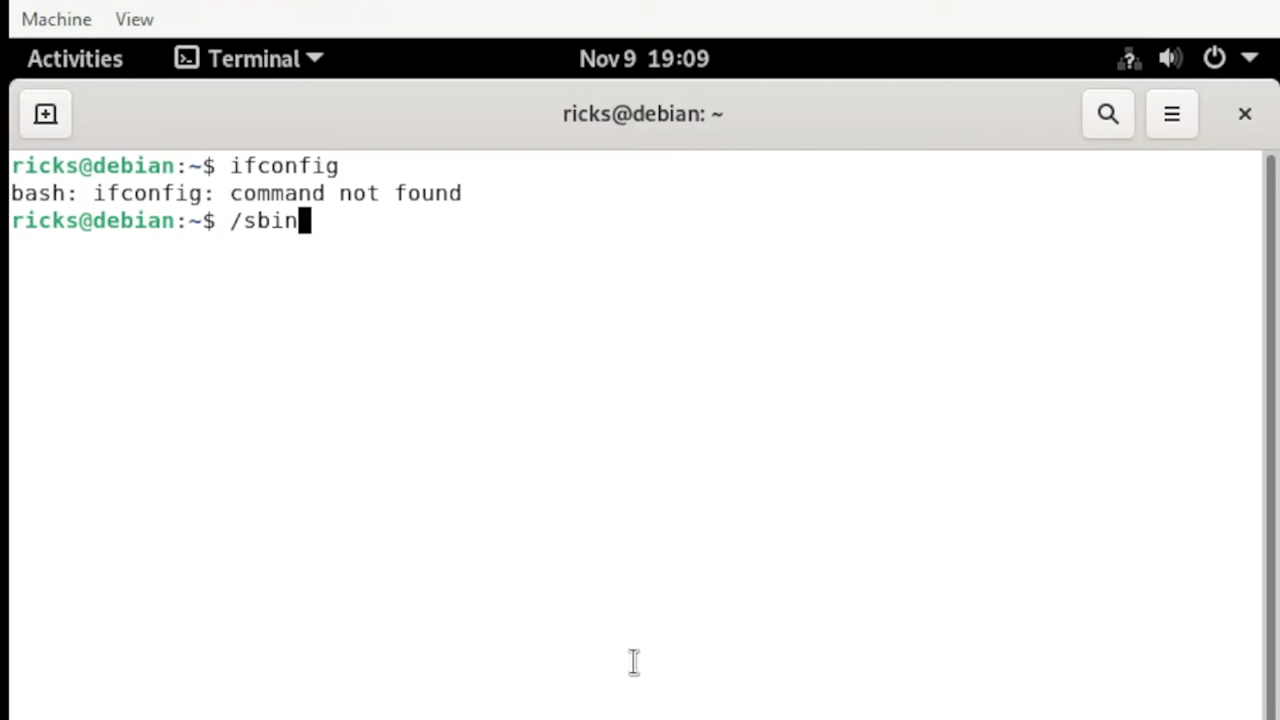 Machine View
Activities Terminal Nov 9 19:09
ricks@debian: ~
ricks@debian:~$ ifconfig
bash: ifconfig: command not found
ricks@debian:~$ /sbin